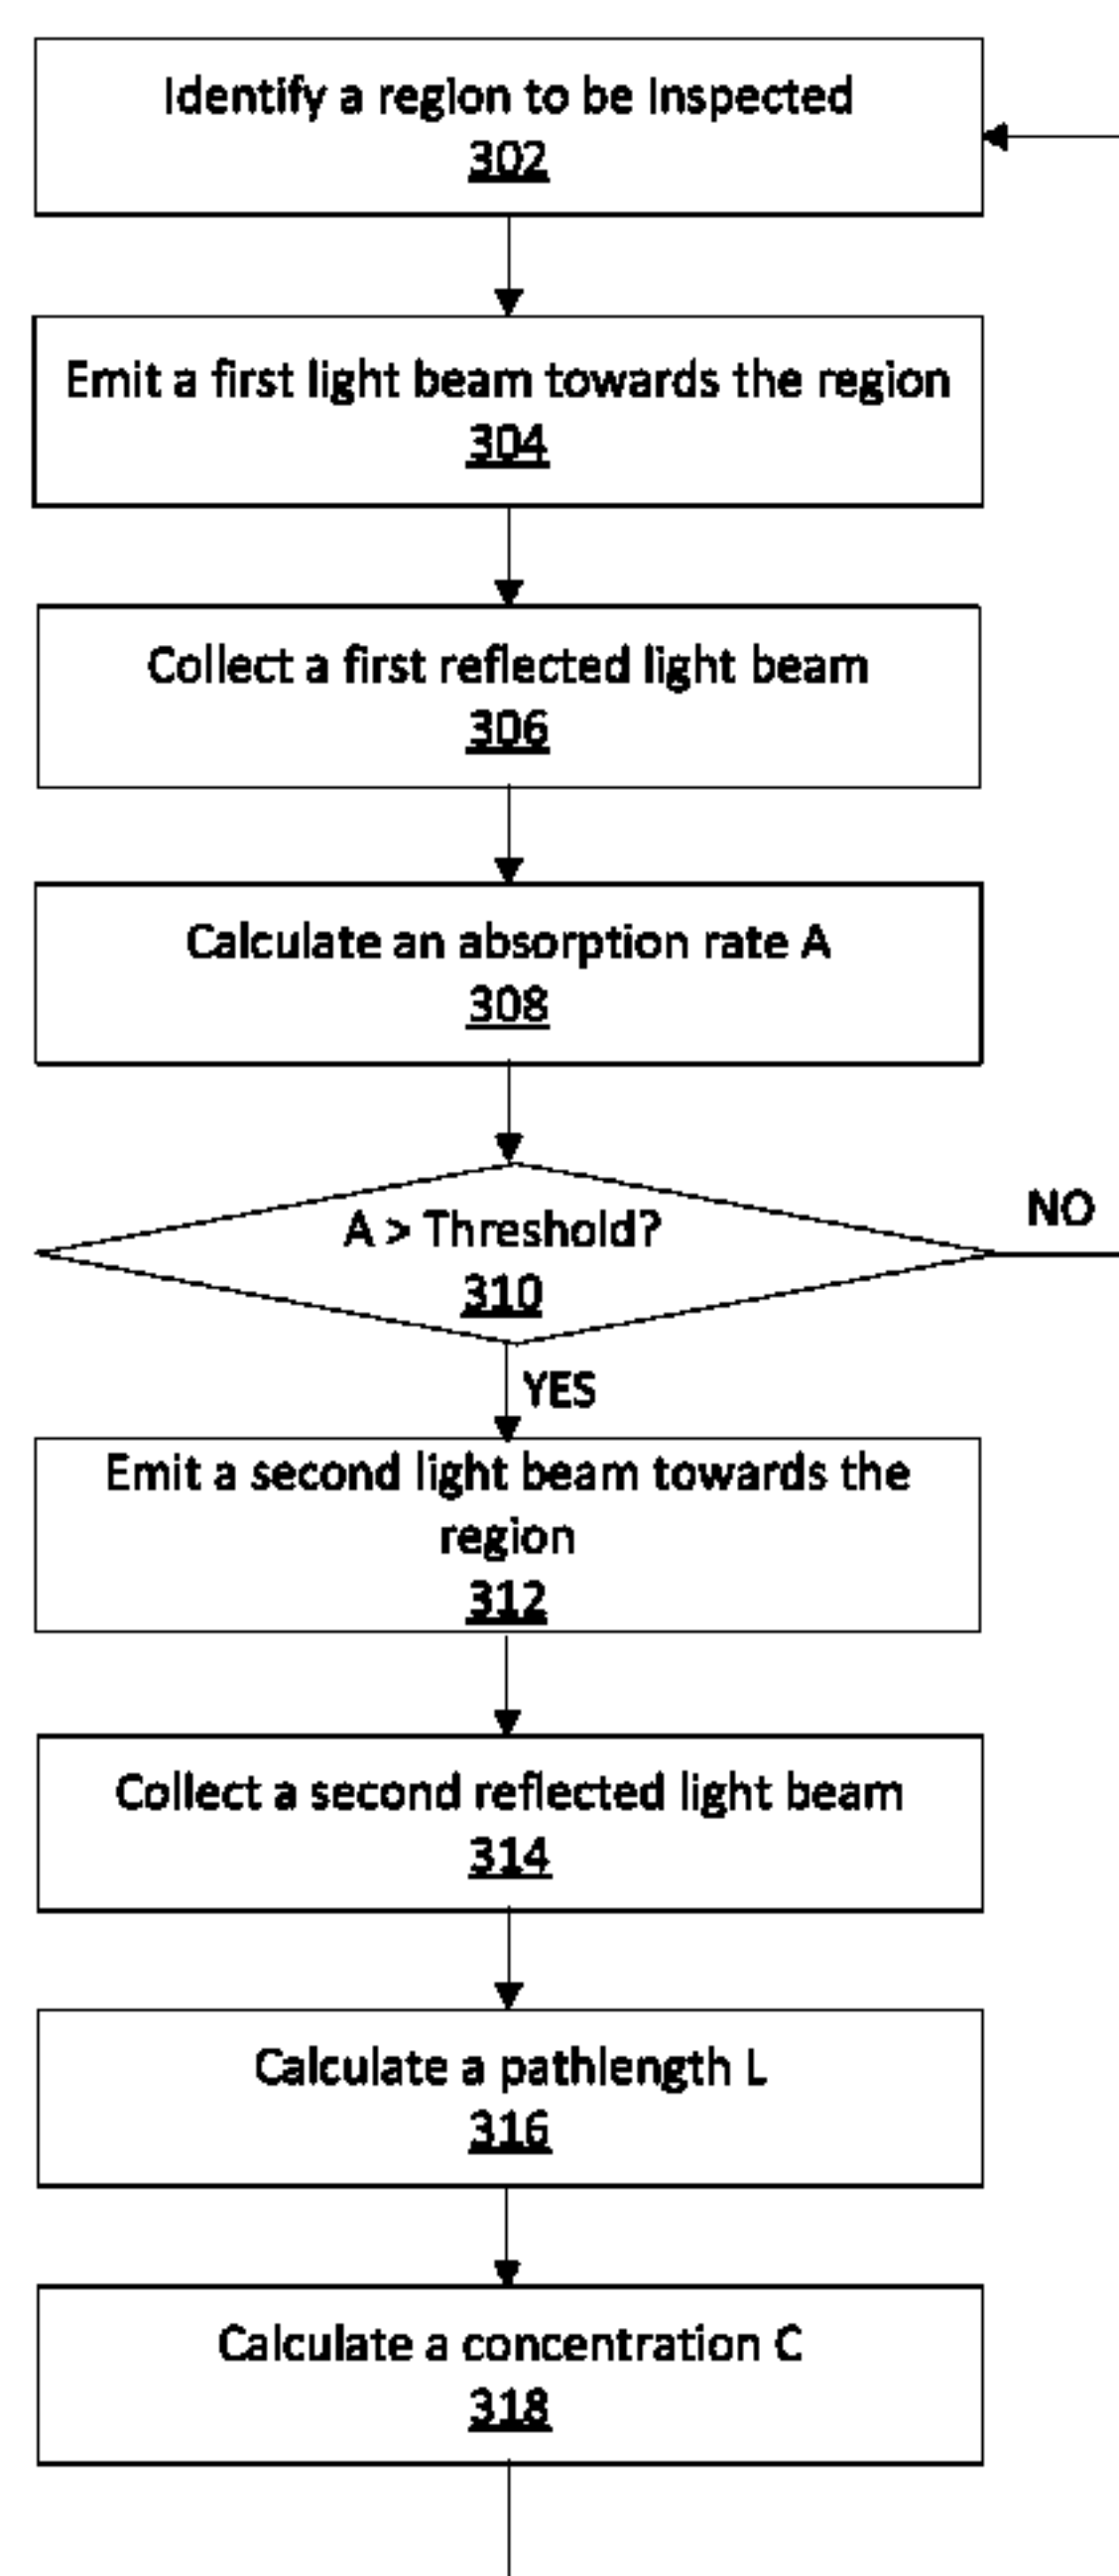 Identify a region to be Inspected
302
Emit a first light beam towards the region
304
Collect a first reflected light beam
306
Calculate an absorption rate A
308
A > Threshold?
310
NO
YES
Emit a second light beam towards the
region
312
Collect a second reflected light beam
314
Calculate a pathlength L
316
Calculate a concentration C
318